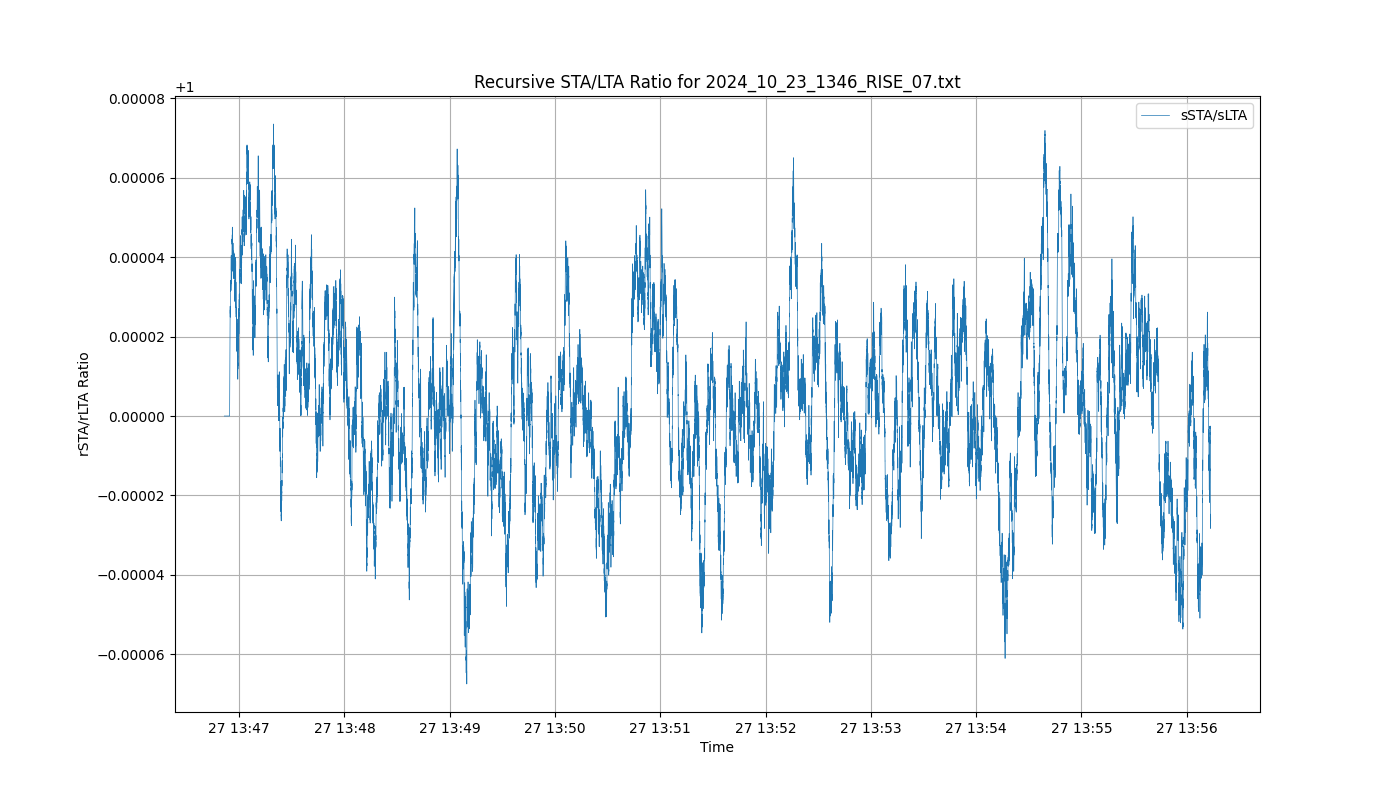 Recursive STA/LTA Ratio for 2024_10_23_1346_RISE_07.txt
+1
sSTA/sLTA
0.00008
0.00006
0.00004
0.00002
0.00000
−0.00002
−0.00004
−0.00006
rSTA/rLTA Ratio
27 13:47 27 13:48 27 13:49 27 13:50 27 13:51 27 13:52 27 13:53 27 13:54 27 13:55 27 13:56
Time